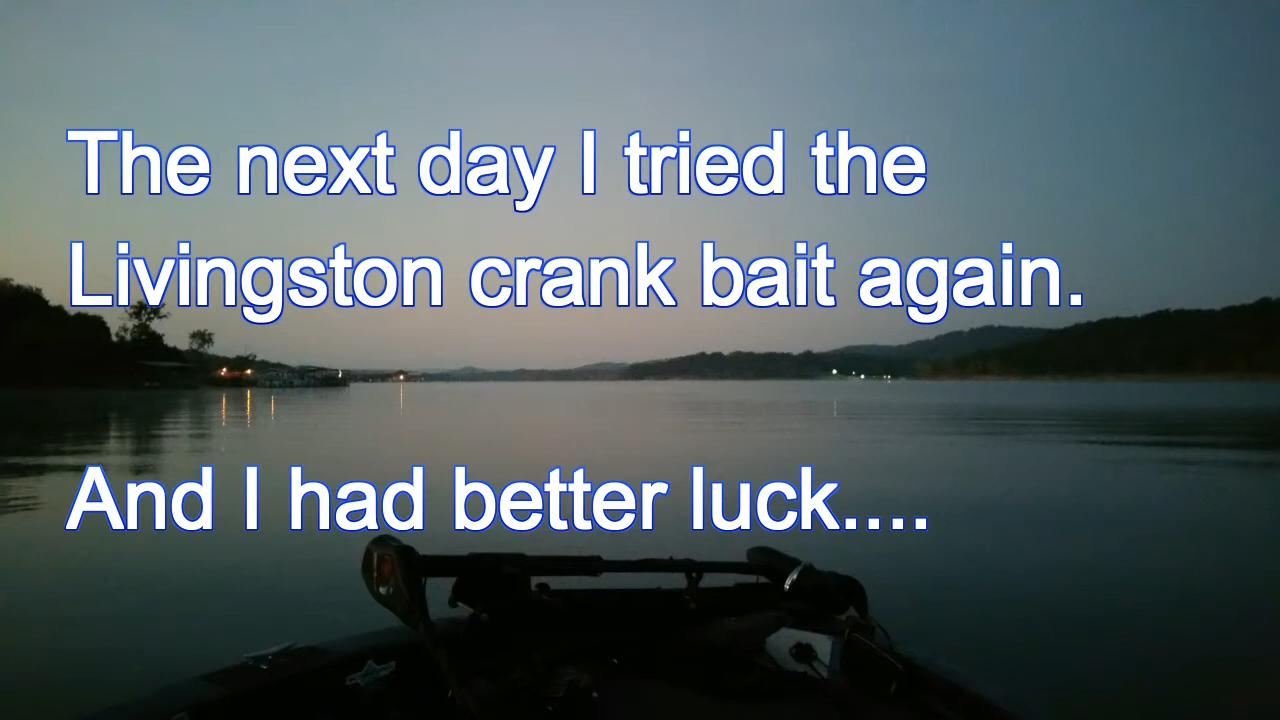 The next day I tried the
Livingston crank bait again.
And I had better luck....